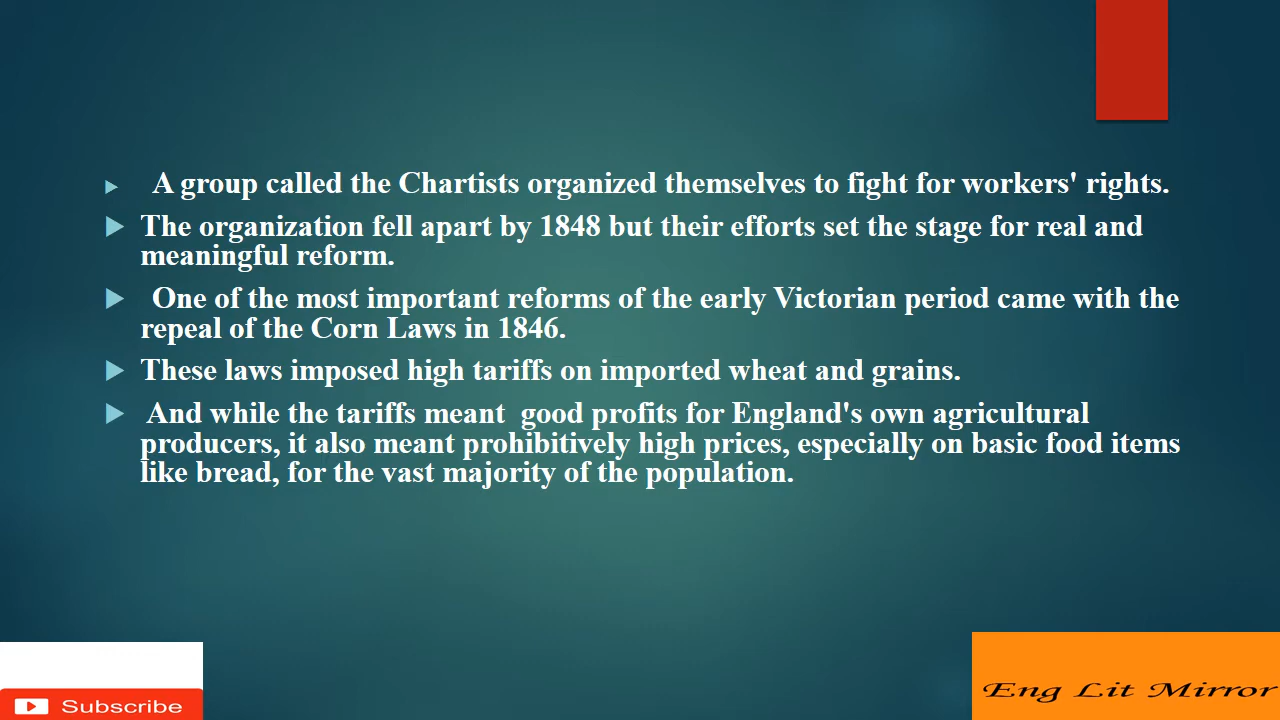 A group called the Chartists organized themselves to fight for workers' rights.
The organization fell apart by 1848 but their efforts set the stage for real and
meaningful reform.
One of the most important reforms of the early Victorian period came with the
repeal of the Corn Laws in 1846.
These laws imposed high tariffs on imported wheat and grains.
And while the tariffs meant  good profits for England's own agricultural
producers, it also meant prohibitively high prices, especially on basic food items
like bread, for the vast majority of the population.
Subscribe
Eng Lit Mirror